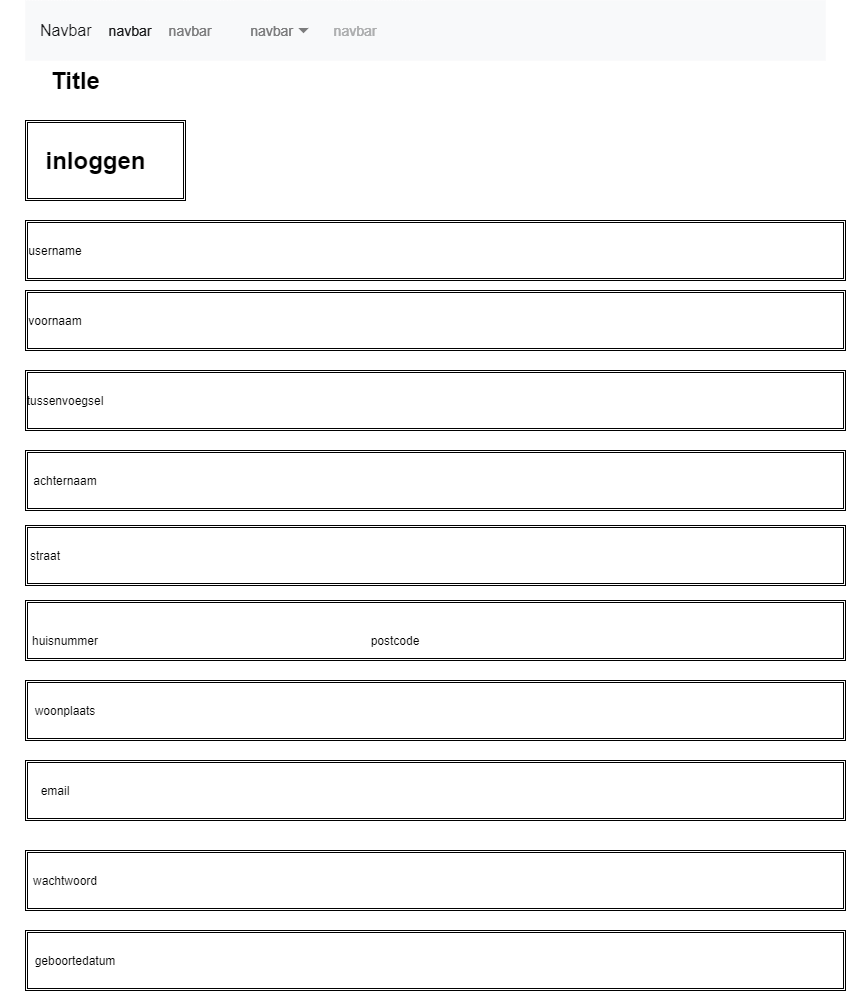 Navbar navbar navbar navbar navbar
Title
inloggen
username
voornaam
tussenvoegsel
achternaam
straat
huisnummer postcode
woonplaats
email
wachtwoord
geboortedatum